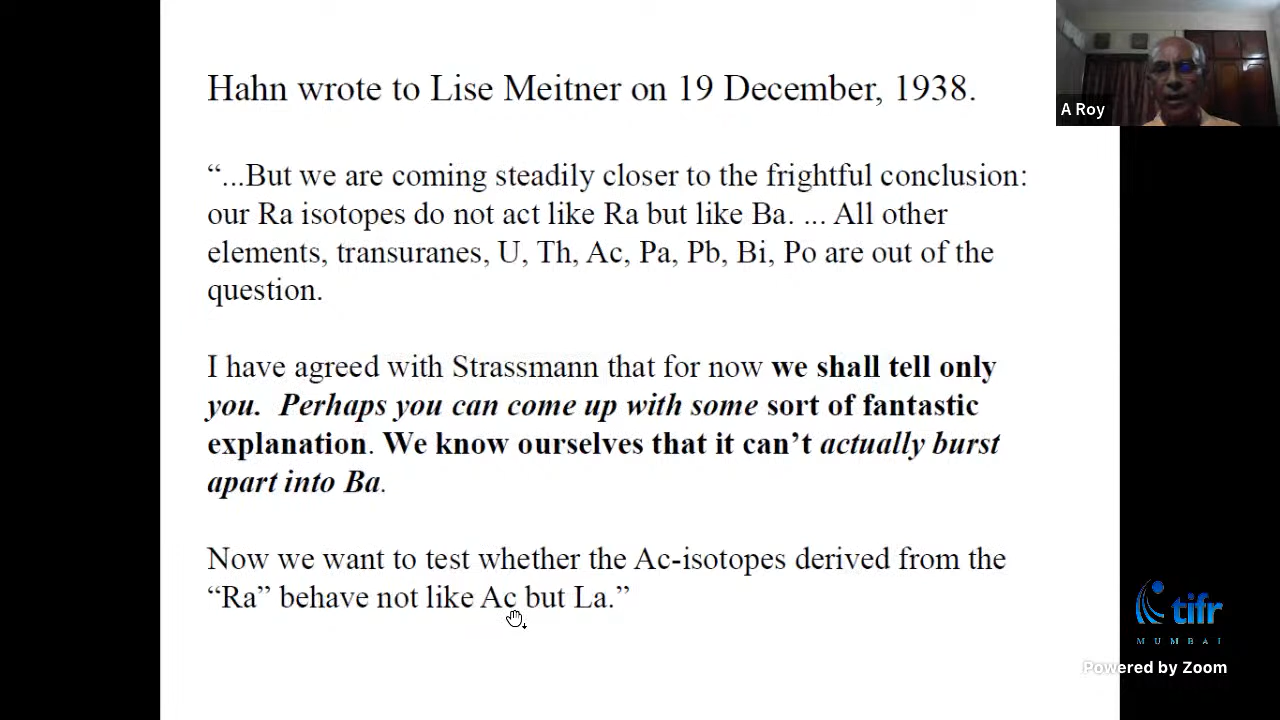 Hahn wrote to Lise Meitner on 19 December, 1938.
“...But we are coming steadily closer to the frightful conclusion:
our Ra isotopes do not act like Ra but like Ba. ... All other
elements, transuranes, U, Th, Ac, Pa, Pb, Bi, Po are out of the
question.
I have agreed with Strassmann that for now we shall tell only
you. Perhaps you can come up with some sort of fantastic
explanation. We know ourselves that it can’t actually burst
apart into Ba.
Now we want to test whether the Ac-isotopes derived from the
“Ra” behave not like Ac but La.”
A Roy
tifr
MUMBAI
Powered by Zoom